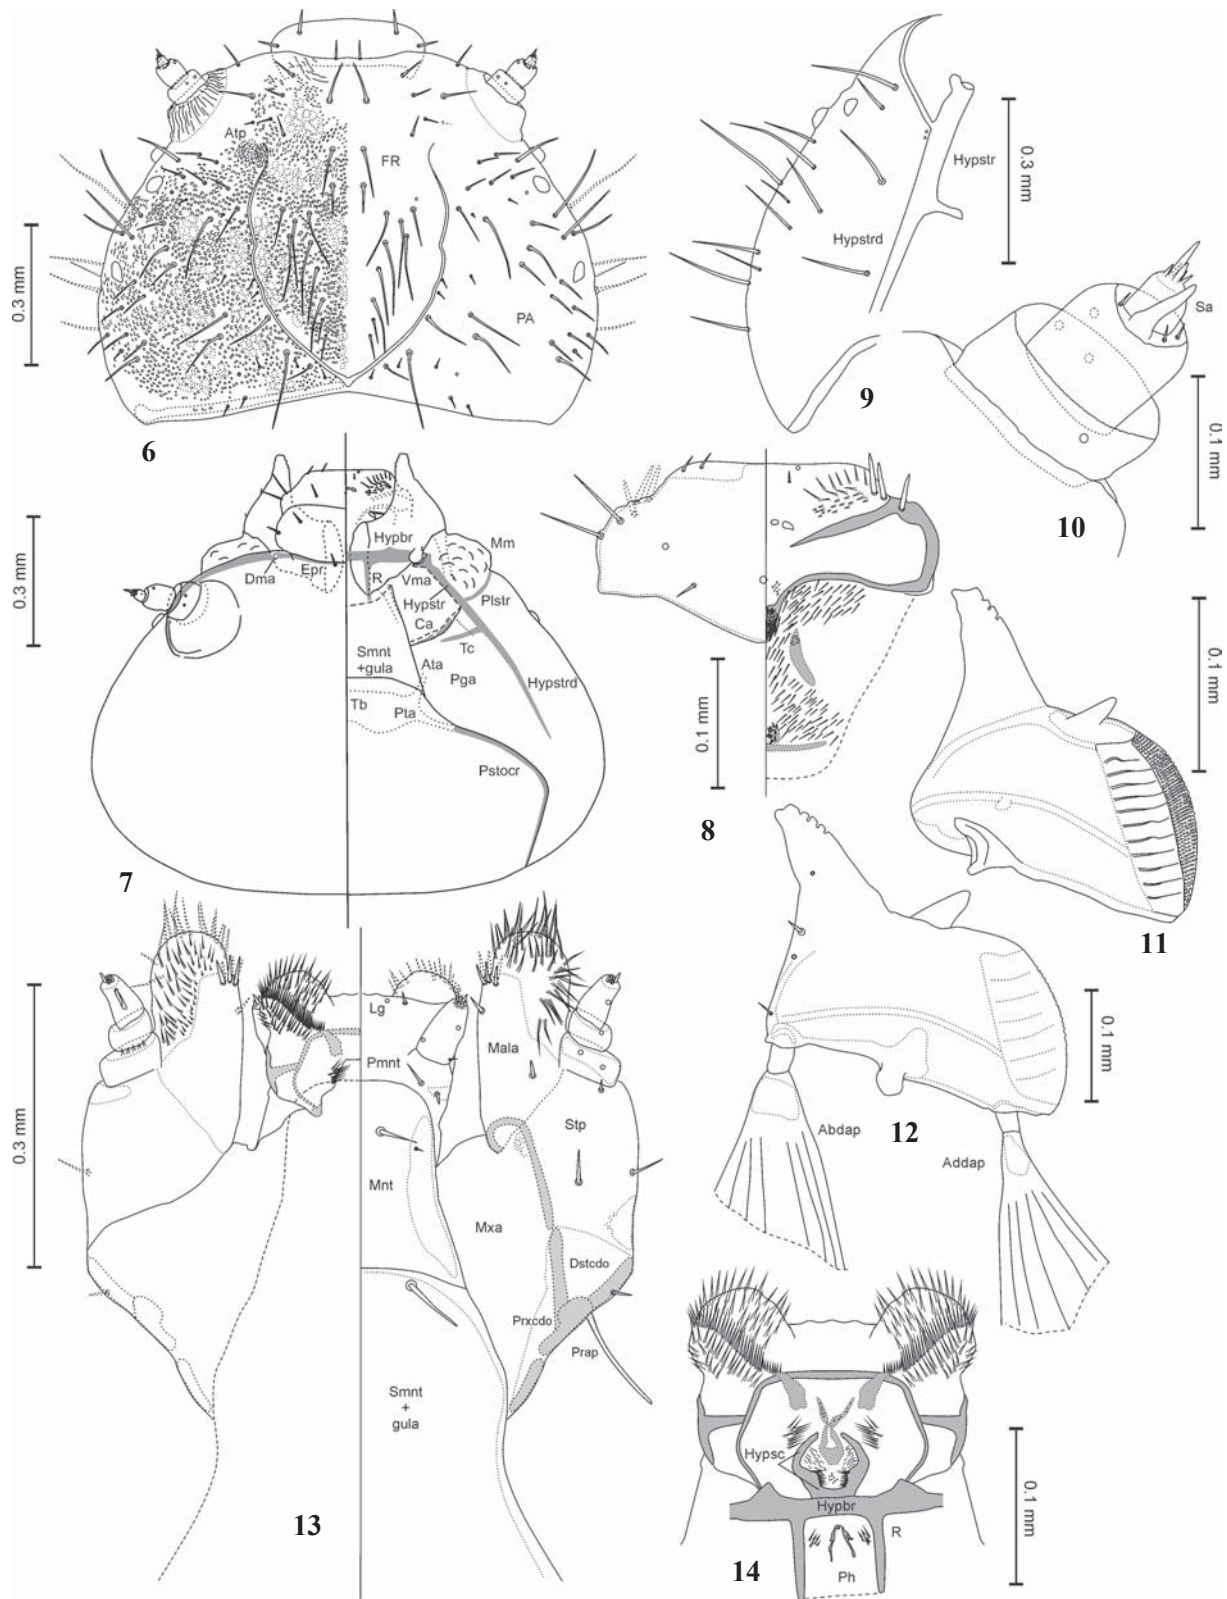 Atp
FR
PA
0.3 mm
6
Hypstr
Hypstrd
0.3 mm
9
Sa
0.1 mm
10
0.3 mm
Dma
Epr
Hypbr
R
Vma
Mm
Hypstr
Plstr
Ca
Tc
Smnt
+gula
Ata
Pga
Hypstrd
Tb
Pta
Pstocr
7
0.1 mm
8
0.1 mm
11
0.3 mm
Lg
Pmnt
Mala
Stp
Mnt
Mxa
Dstcdo
Prxcdo
Prap
Smnt
+
gula
13
Abdap
12
Addap
0.1 mm
Hypsc
Hypbr
R
Ph
0.1 mm
14